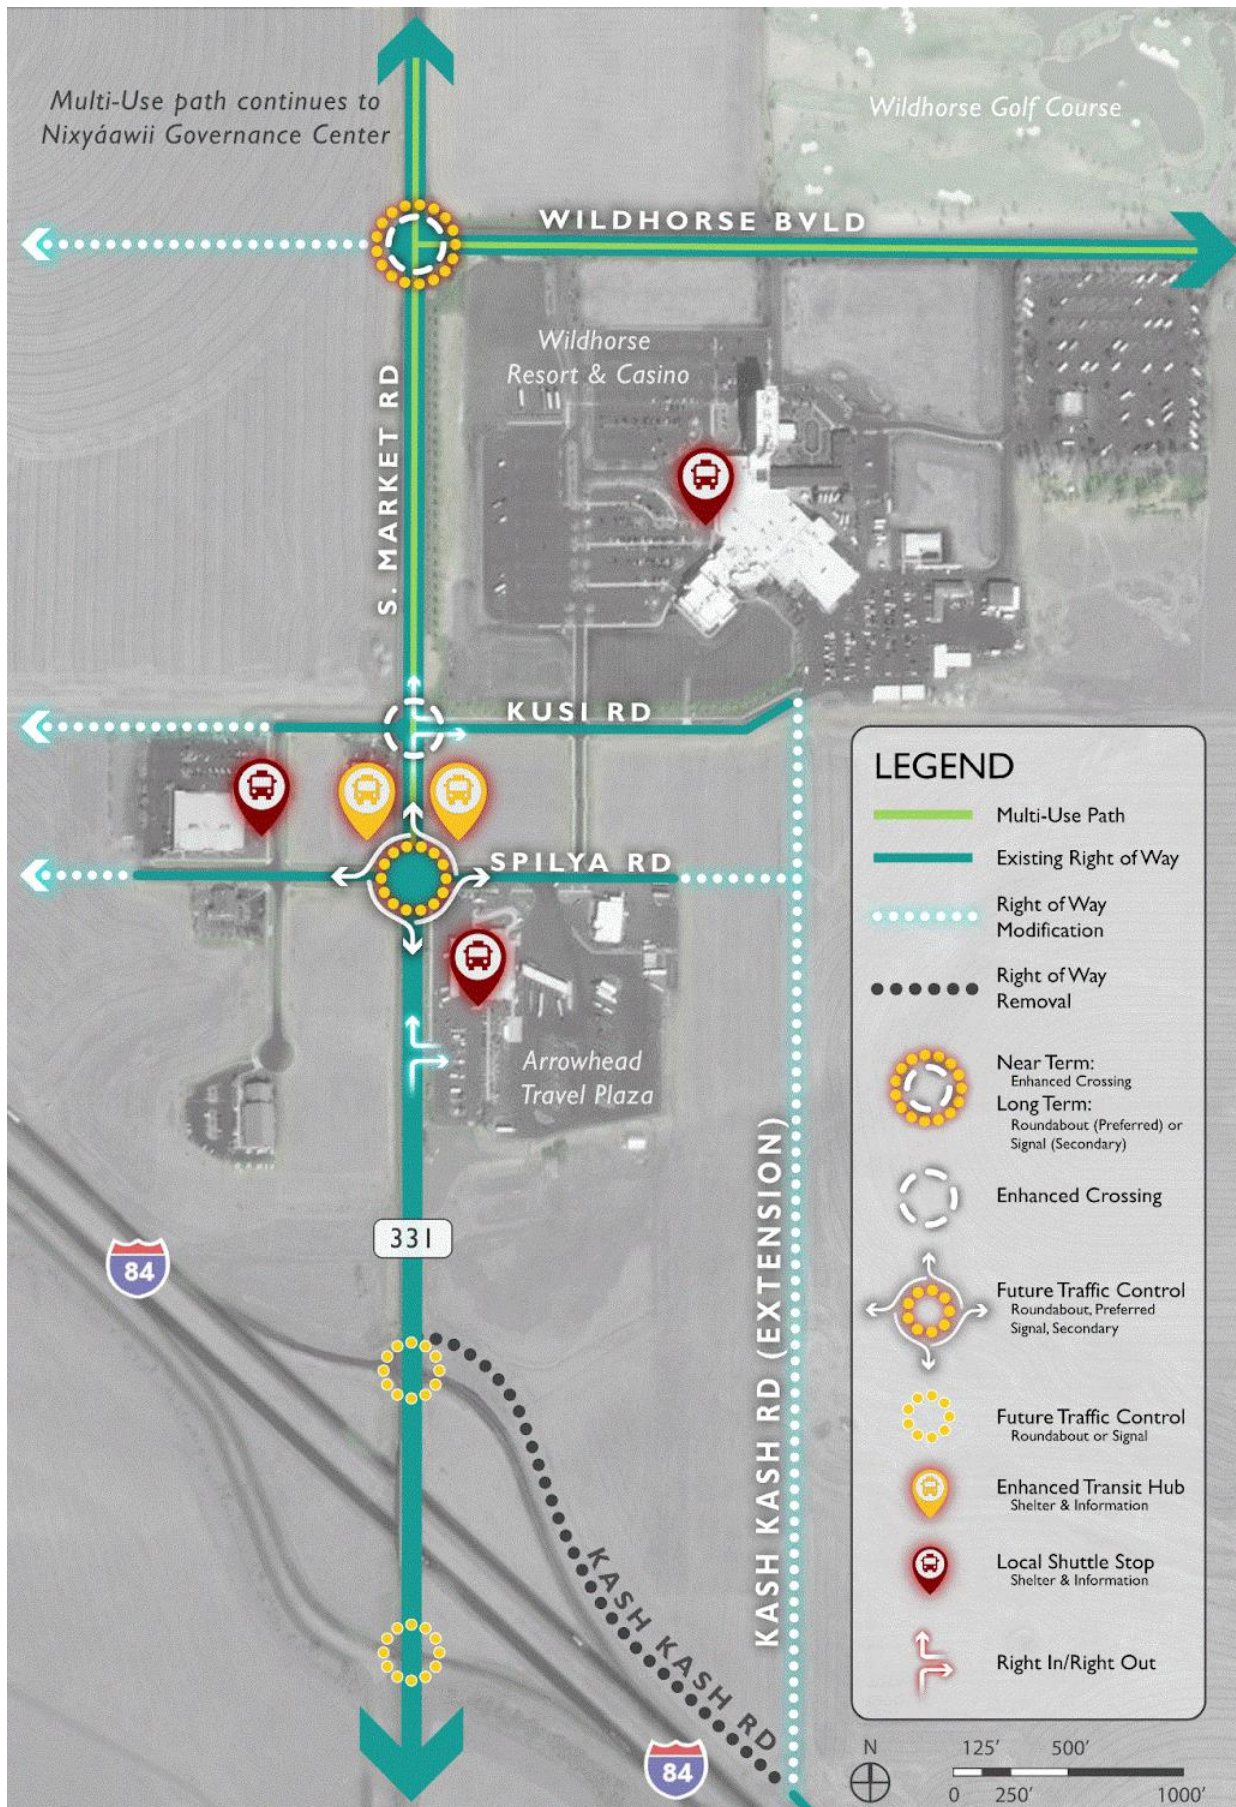 Multi-Use path continues to
Nixyáawii Governance Center
Wildhorse Golf Course
WILDHORSE BVLD
Wildhorse
Resort & Casino
S. MARKET RD
KUSI RD
SPILYA RD
Arrowhead
Travel Plaza
331
84
KASH KASH RD (EXTENSION)
KASH KASH RD
84
LEGEND
Multi-Use Path
Existing Right of Way
Right of Way
Modification
Right of Way
Removal
Near Term:
Enhanced Crossing
Long Term:
Roundabout (Preferred) or
Signal (Secondary)
Enhanced Crossing
Future Traffic Control
Roundabout, Preferred
Signal, Secondary
Future Traffic Control
Roundabout or Signal
Enhanced Transit Hub
Shelter & Information
Local Shuttle Stop
Shelter & Information
Right In/Right Out
N
125' 500'
0 250' 1000'